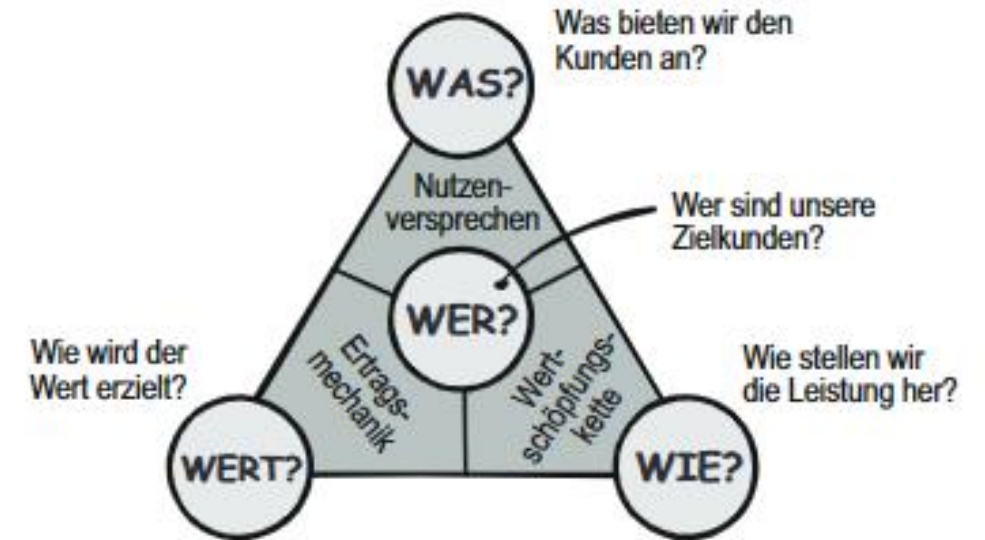 Was bieten wir den
Kunden an?
WAS?
Nutzen-
versprechen
Wer sind unsere
Zielkunden?
WER?
Wie wird der
Wert erzielt?
Ertrags-
mechanik
Wert-
schöpfungs-
kette
Wie stellen wir
die Leistung her?
WERT?
WIE?